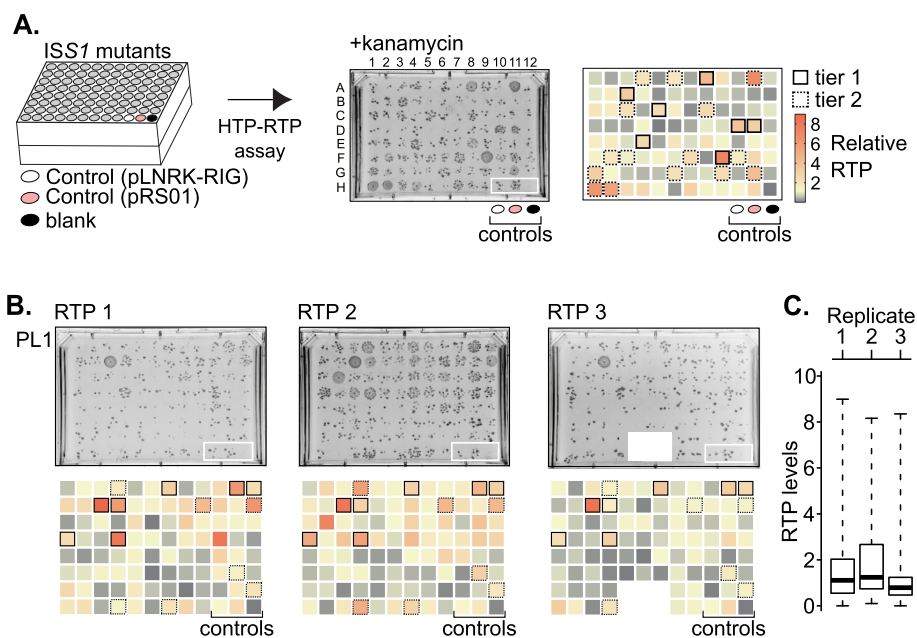 A.
ISS1 mutants
HTP-RTP
assay
Control (pLNRK-RIG)
Control (pRS01)
blank
+kanamycin
1 2 3 4 5 6 7 8 9 10 11 12
A
B
C
D
E
F
G
H
controls
tier 1
tier 2
8
6
4
2
Relative
RTP
controls
B.
RTP 1
RTP 2
RTP 3
PL1
controls
controls
controls
C.
Replicate
1 2 3
RTP levels
10
8
6
4
2
0